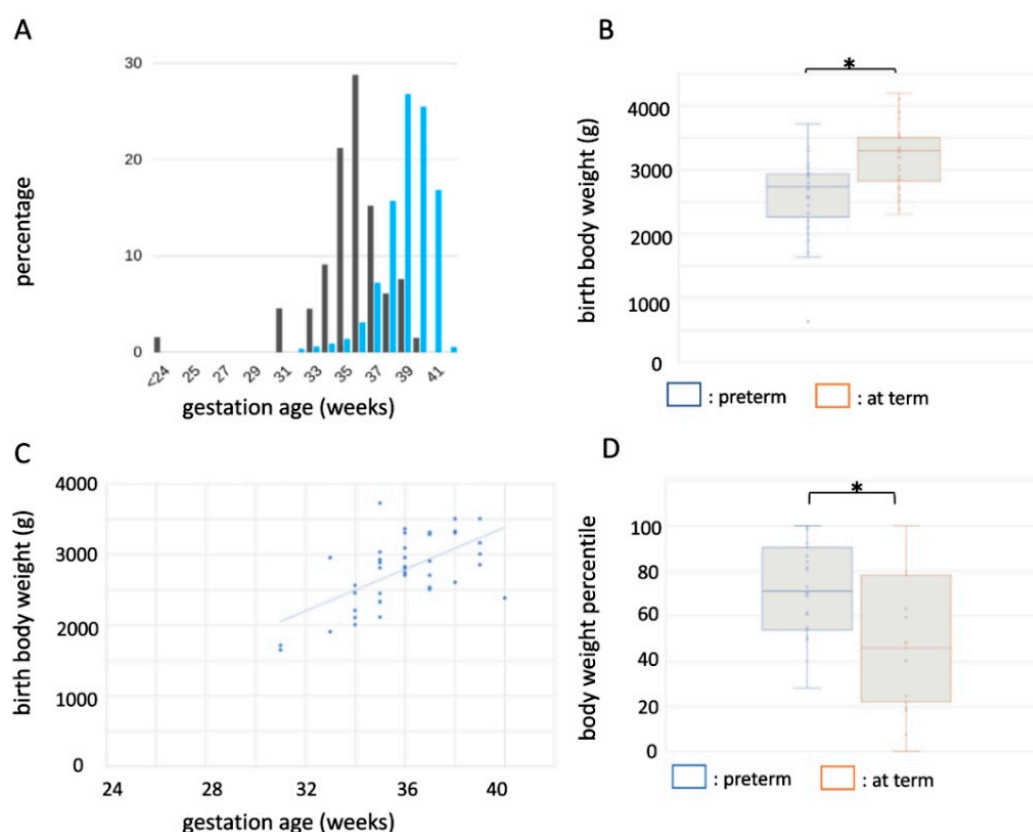 A
30
20
10
0
percentage
<24
25
27
29
31
33
35
37
39
41
gestation age (weeks)
B
*
4000
3000
2000
1000
0
birth body weight (g)
: preterm
: at term
C
4000
3000
2000
1000
0
birth body weight (g)
24
28
32
36
40
gestation age (weeks)
D
*
100
80
60
40
20
0
body weight percentile
: preterm
: at term